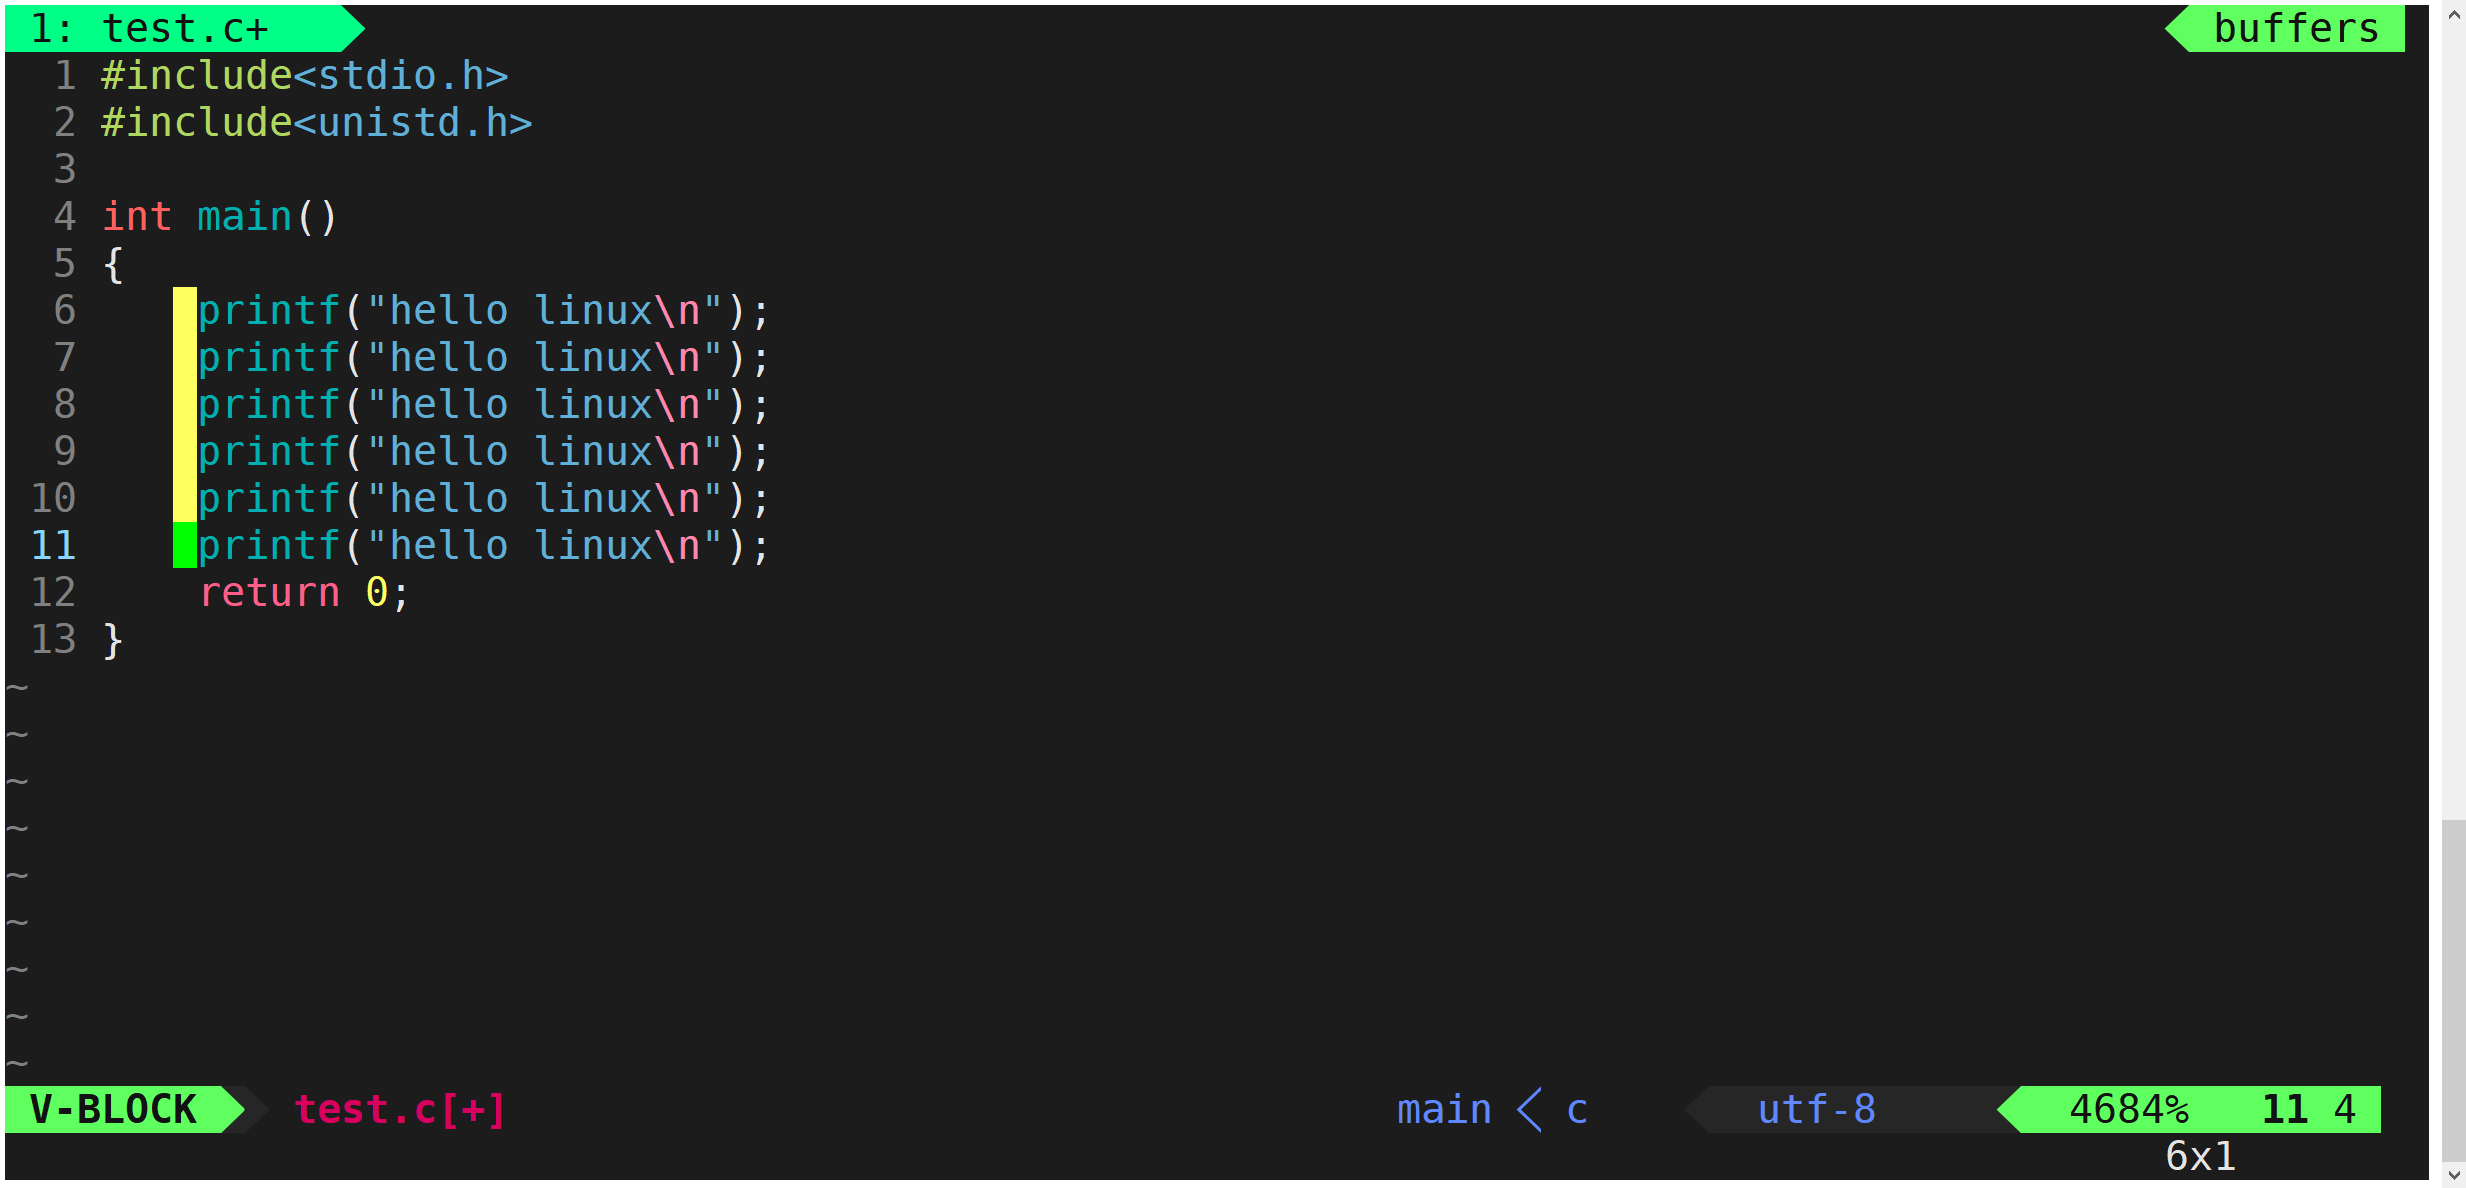 1: test.c+ buffers
1 #include<stdio.h>
2 #include<unistd.h>
3
4 int main()
5 {
6     printf("hello linux\n");
7     printf("hello linux\n");
8     printf("hello linux\n");
9     printf("hello linux\n");
10     printf("hello linux\n");
11     printf("hello linux\n");
12     return 0;
13 }
~
~
~
~
~
~
~
~
~
V-BLOCK test.c[+] main c utf-8 4684% 11 4
6x1